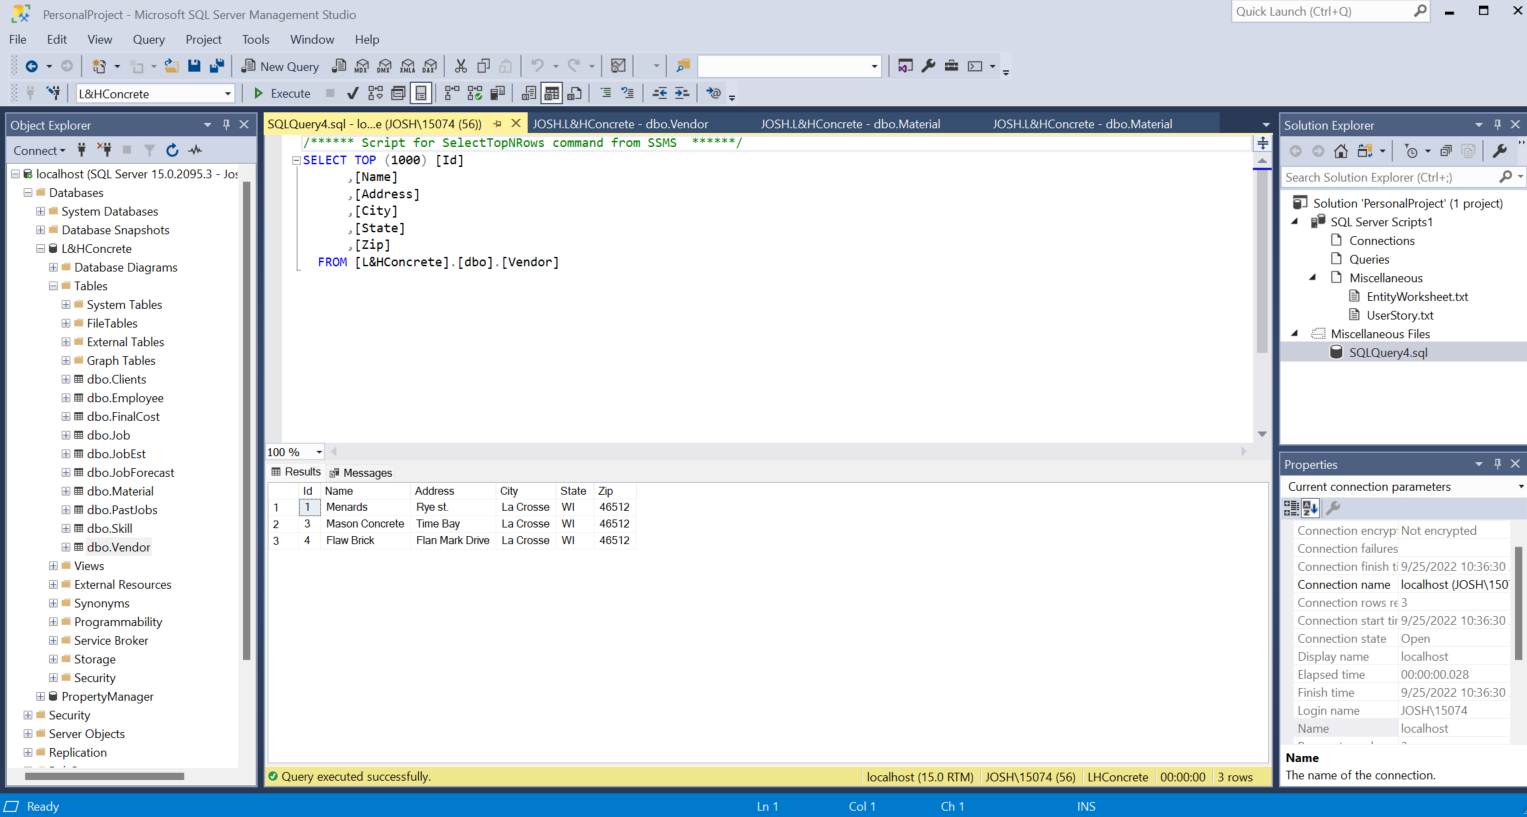 PersonalProject - Microsoft SQL Server Management Studio
Quick Launch (Ctrl+Q)
File Edit View Query Project Tools Window Help
New Query MDX DMX XMLA DAX
L&HConcrete Execute
Object Explorer
Connect
localhost (SQL Server 15.0.2095.3 - Jos
Databases
System Databases
Database Snapshots
L&HConcrete
Database Diagrams
Tables
System Tables
FileTables
External Tables
Graph Tables
dbo.Clients
dbo.Employee
dbo.FinalCost
dbo.Job
dbo.JobEst
dbo.JobForecast
dbo.Material
dbo.PastJobs
dbo.Skill
dbo.Vendor
Views
External Resources
Synonyms
Programmability
Service Broker
Storage
Security
PropertyManager
Security
Server Objects
Replication
SQLQuery4.sql - lo...e (JOSH\15074 (56)) JOSH.L&HConcrete - dbo.Vendor JOSH.L&HConcrete - dbo.Material JOSH.L&HConcrete - dbo.Material
/****** Script for SelectTopNRows command from SSMS ******/
SELECT TOP (1000) [Id]
,[Name]
,[Address]
,[City]
,[State]
,[Zip]
FROM [L&HConcrete].[dbo].[Vendor]
100 %
Results Messages
Id Name Address City State Zip
1 1 Menards Rye st. La Crosse WI 46512
2 3 Mason Concrete Time Bay La Crosse WI 46512
3 4 Flaw Brick Flan Mark Drive La Crosse WI 46512
Query executed successfully. localhost (15.0 RTM) JOSH\15074 (56) LHConcrete 00:00:00 3 rows
Solution Explorer
Search Solution Explorer (Ctrl+;)
Solution 'PersonalProject' (1 project)
SQL Server Scripts1
Connections
Queries
Miscellaneous
EntityWorksheet.txt
UserStory.txt
Miscellaneous Files
SQLQuery4.sql
Properties
Current connection parameters
Connection encryp Not encrypted
Connection failures
Connection finish ti 9/25/2022 10:36:30
Connection name localhost (JOSH\150
Connection rows re 3
Connection start tir 9/25/2022 10:36:30
Connection state Open
Display name localhost
Elapsed time 00:00:00.028
Finish time 9/25/2022 10:36:30
Login name JOSH\15074
Name localhost
Name
The name of the connection.
Ready Ln 1 Col 1 Ch 1 INS